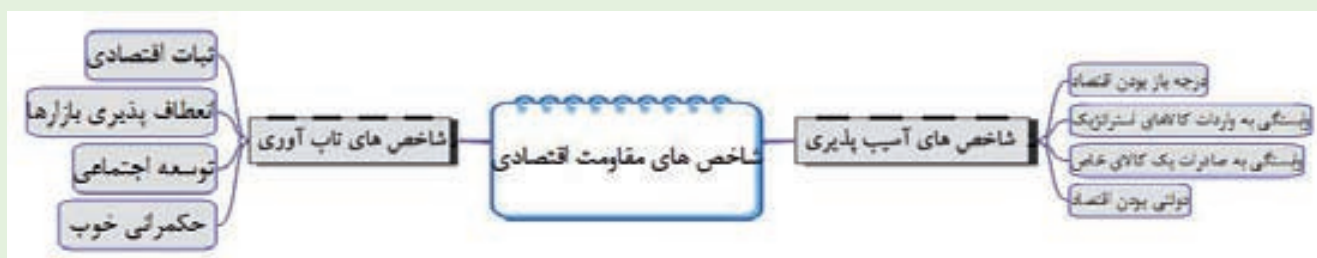 شاخص های مقاومت اقتصادی
شاخص های آسیب پذیری
درجه باز بودن اقتصاد
وابستگی به واردات کالاهای استراتژیک
وابستگی به صادرات یک کالای خاص
دولتی بودن اقتصاد
شاخص های تاب آوری
ثبات اقتصادی
انعطاف پذیری بازارها
توسعه اجتماعی
حکمرانی خوب